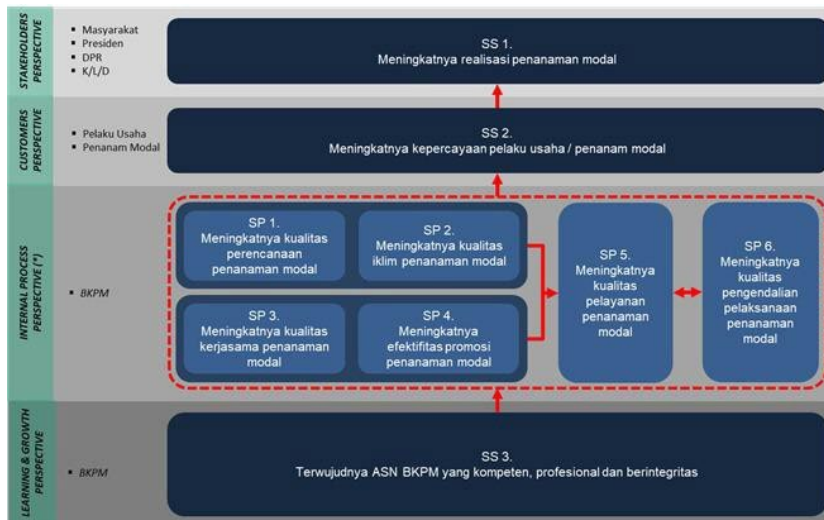 STAKEHOLDERS
PERSPECTIVE
▪ Masyarakat
▪ Presiden
▪ DPR
▪ K/L/D
SS 1.
Meningkatnya realisasi penanaman modal
CUSTOMERS
PERSPECTIVE
▪ Pelaku Usaha
▪ Penanam Modal
SS 2.
Meningkatnya kepercayaan pelaku usaha / penanam modal
INTERNAL PROCESS
PERSPECTIVE (*)
▪ BKPM
SP 1.
Meningkatnya kualitas
perencanaan
penanaman modal
SP 2.
Meningkatnya kualitas
iklim penanaman modal
SP 3.
Meningkatnya kualitas
kerjasama penanaman
modal
SP 4.
Meningkatnya
efektifitas promosi
penanaman modal
SP 5.
Meningkatnya
kualitas
pelayanan
penanaman
modal
SP 6.
Meningkatnya
kualitas
pengendalian
pelaksanaan
penanaman
modal
LEARNING & GROWTH
PERSPECTIVE
▪ BKPM
SS 3.
Terwujudnya ASN BKPM yang kompeten, profesional dan berintegritas